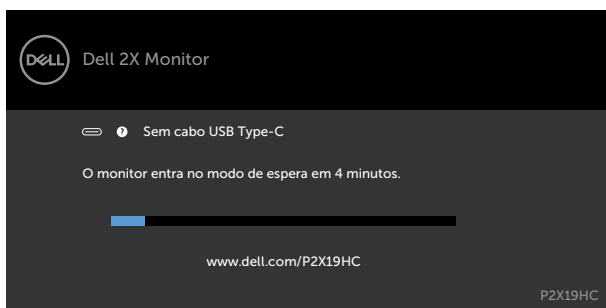 DELL
Dell 2X Monitor
? Sem cabo USB Type-C
O monitor entra no modo de espera em 4 minutos.
www.dell.com/P2X19HC
P2X19HC